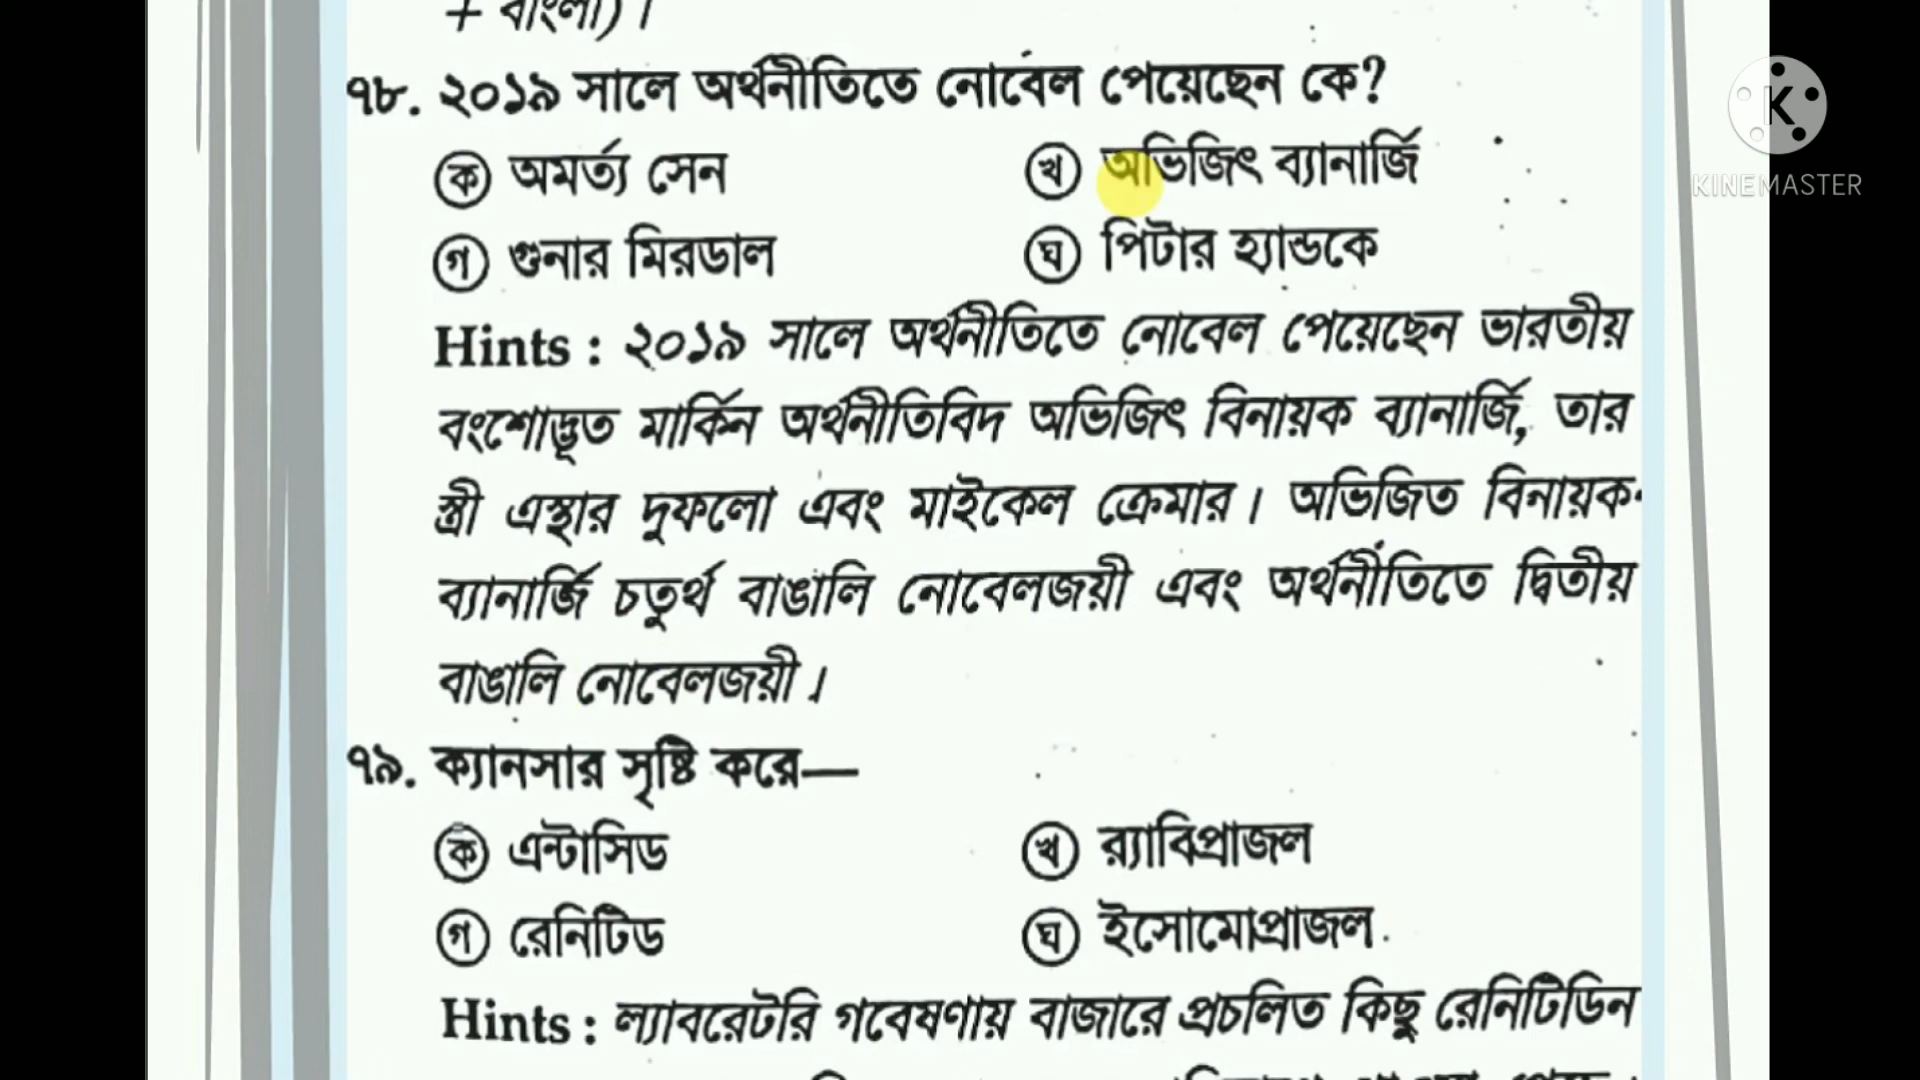 + বাংলা)।
৭৮. ২০১৯ সালে অর্থনীতিতে নোবেল পেয়েছেন কে?
ক অমর্ত্য সেন খ অভিজিৎ ব্যানার্জি
গ গুনার মিরডাল ঘ পিটার হ্যান্ডকে
Hints : ২০১৯ সালে অর্থনীতিতে নোবেল পেয়েছেন ভারতীয়
বংশোদ্ভূত মার্কিন অর্থনীতিবিদ অভিজিৎ বিনায়ক ব্যানার্জি, তার
স্ত্রী এস্থার দুফলো এবং মাইকেল ক্রেমার। অভিজিত বিনায়ক
ব্যানার্জি চতুর্থ বাঙালি নোবেলজয়ী এবং অর্থনীতিতে দ্বিতীয়
বাঙালি নোবেলজয়ী।
৭৯. ক্যানসার সৃষ্টি করে—
ক এন্টাসিড খ র‍্যাবিপ্রাজল
গ রেনিটিড ঘ ইসোমোপ্রাজল
Hints : ল্যাবরেটরি গবেষণায় বাজারে প্রচলিত কিছু রেনিটিডিন
K
KINEMASTER